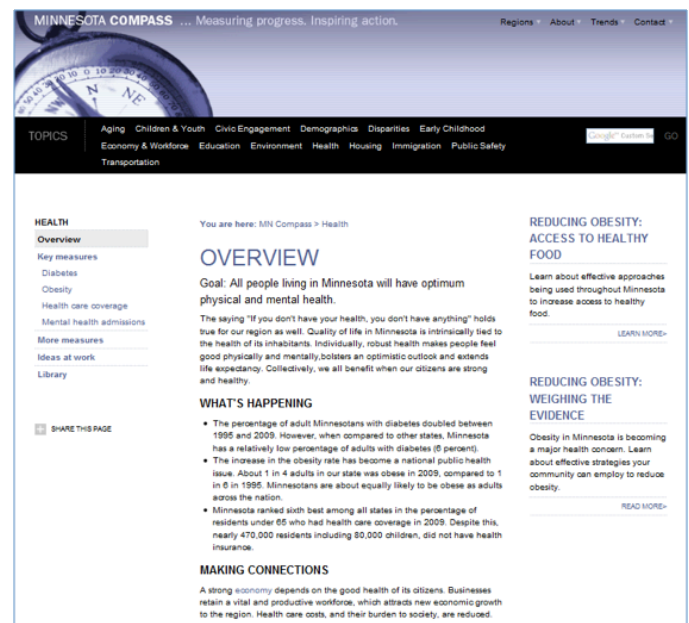 MINNESOTA COMPASS ... Measuring progress. Inspiring action.
Regions About Trends Contact
TOPICS
Aging Children & Youth Civic Engagement Demographics Disparities Early Childhood
Economy & Workforce Education Environment Health Housing Immigration Public Safety
Transportation
Google™ Custom Se GO
HEALTH
Overview
Key measures
Diabetes
Obesity
Health care coverage
Mental health admissions
More measures
Ideas at work
Library
SHARE THIS PAGE
You are here: MN Compass > Health
OVERVIEW
Goal: All people living in Minnesota will have optimum
physical and mental health.
The saying "If you don't have your health, you don't have anything" holds
true for our region as well. Quality of life in Minnesota is intrinsically tied to
the health of its inhabitants. Individually, robust health makes people feel
good physically and mentally,bolsters an optimistic outlook and extends
life expectancy. Collectively, we all benefit when our citizens are strong
and healthy.
WHAT'S HAPPENING
• The percentage of adult Minnesotans with diabetes doubled between
1995 and 2009. However, when compared to other states, Minnesota
has a relatively low percentage of adults with diabetes (6 percent).
• The increase in the obesity rate has become a national public health
issue. About 1 in 4 adults in our state was obese in 2009, compared to 1
in 6 in 1995. Minnesotans are about equally likely to be obese as adults
across the nation.
• Minnesota ranked sixth best among all states in the percentage of
residents under 65 who had health care coverage in 2009. Despite this,
nearly 470,000 residents including 80,000 children, did not have health
insurance.
MAKING CONNECTIONS
A strong economy depends on the good health of its citizens. Businesses
retain a vital and productive workforce, which attracts new economic growth
to the region. Health care costs, and their burden to society, are reduced.
REDUCING OBESITY:
ACCESS TO HEALTHY
FOOD
Learn about effective approaches
being used throughout Minnesota
to increase access to healthy
food.
LEARN MORE»
REDUCING OBESITY:
WEIGHING THE
EVIDENCE
Obesity in Minnesota is becoming
a major health concern. Learn
about effective strategies your
community can employ to reduce
obesity.
READ MORE»